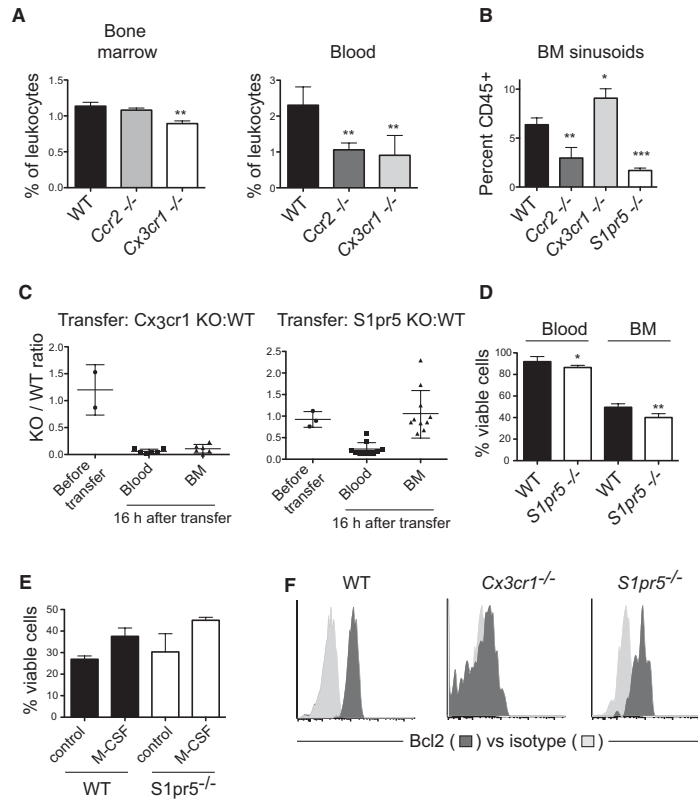 A
Bone
marrow
% of leukocytes
1.5
1.0
0.5
0.0
**
WT
Ccr2 -/-
Cx3cr1 -/-
Blood
% of leukocytes
3
2
1
0
**
**
WT
Ccr2 -/-
Cx3cr1 -/-
B
BM sinusoids
Percent CD45+
10
5
0
**
*
***
WT
Ccr2 -/-
Cx3cr1 -/-
S1pr5 -/-
C
Transfer: Cx3cr1 KO:WT
KO / WT ratio
2.0
1.5
1.0
0.5
0.0
Before
transfer
Blood
BM
16 h after transfer
Transfer: S1pr5 KO:WT
2.5
2.0
1.5
1.0
0.5
0.0
Before
transfer
Blood
BM
16 h after transfer
D
Blood
BM
% viable cells
100
80
60
40
20
0
*
**
WT
S1pr5 -/-
WT
S1pr5 -/-
E
% viable cells
50
40
30
20
10
0
control
M-CSF
control
M-CSF
WT
S1pr5-/-
F
WT
Cx3cr1-/-
S1pr5-/-
Bcl2 ( ) vs isotype ( )